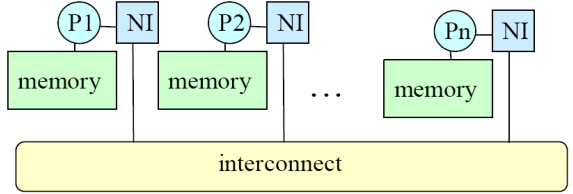 P1 NI P2 NI Pn NI
memory memory ... memory
interconnect